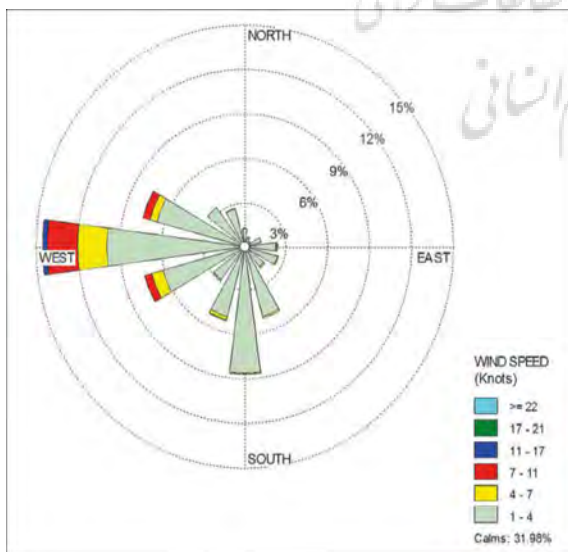 انسانی
NORTH
15%
12%
9%
6%
3%
WEST
EAST
SOUTH
WIND SPEED
(Knots)
>= 22
17 - 21
11 - 17
7 - 11
4 - 7
1 - 4
Calms: 31.98%